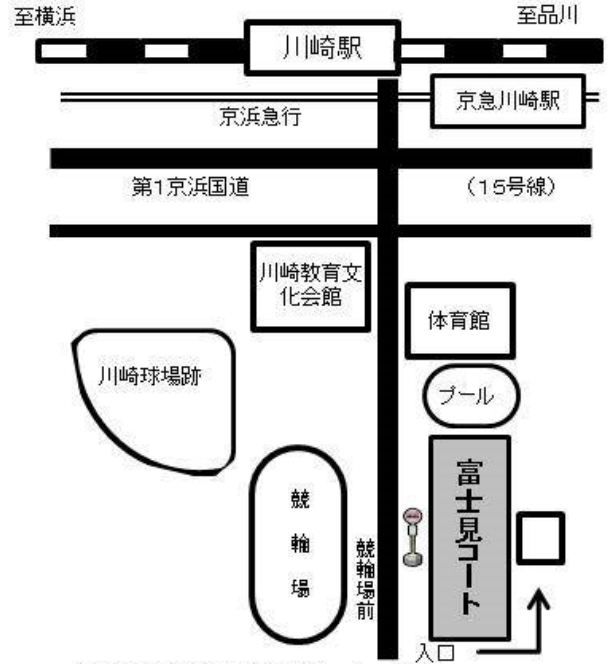 至横浜
至品川
川崎駅
京急川崎駅
京浜急行
第1京浜国道
(15号線)
川崎教育文
化会館
体育館
川崎球場跡
プール
競輪場
競輪場前
富士見コート
入口